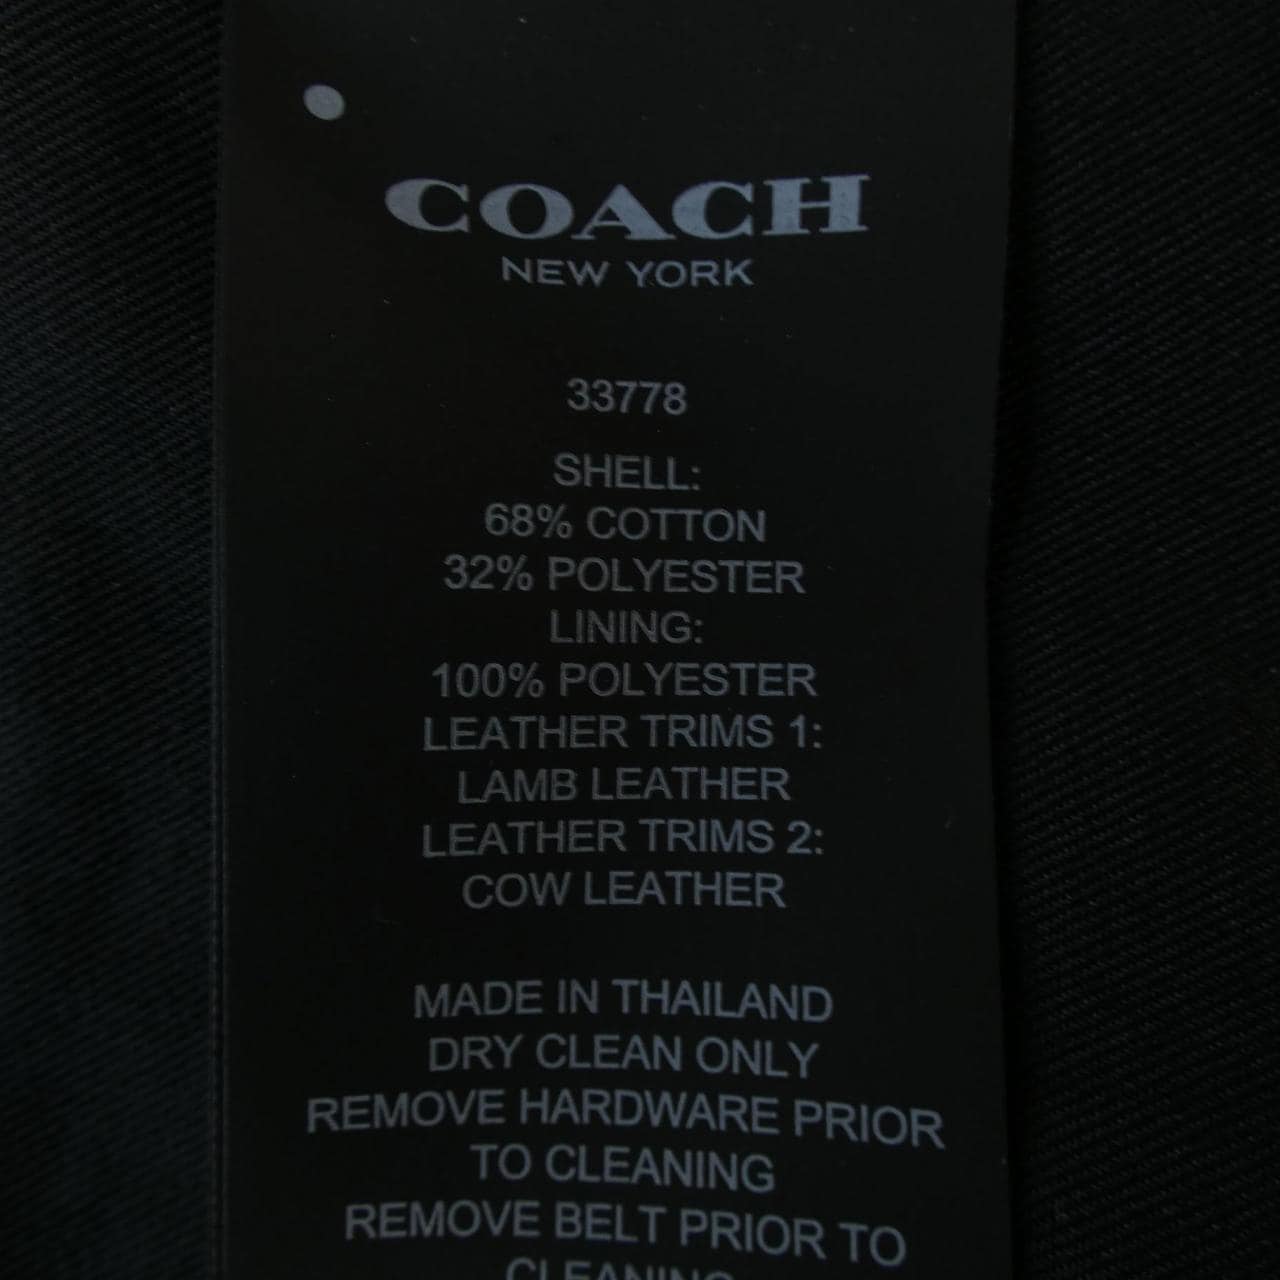 COACH
NEW YORK
33778
SHELL:
68% COTTON
32% POLYESTER
LINING:
100% POLYESTER
LEATHER TRIMS 1:
LAMB LEATHER
LEATHER TRIMS 2:
COW LEATHER
MADE IN THAILAND
DRY CLEAN ONLY
REMOVE HARDWARE PRIOR
TO CLEANING
REMOVE BELT PRIOR TO
CLEANING